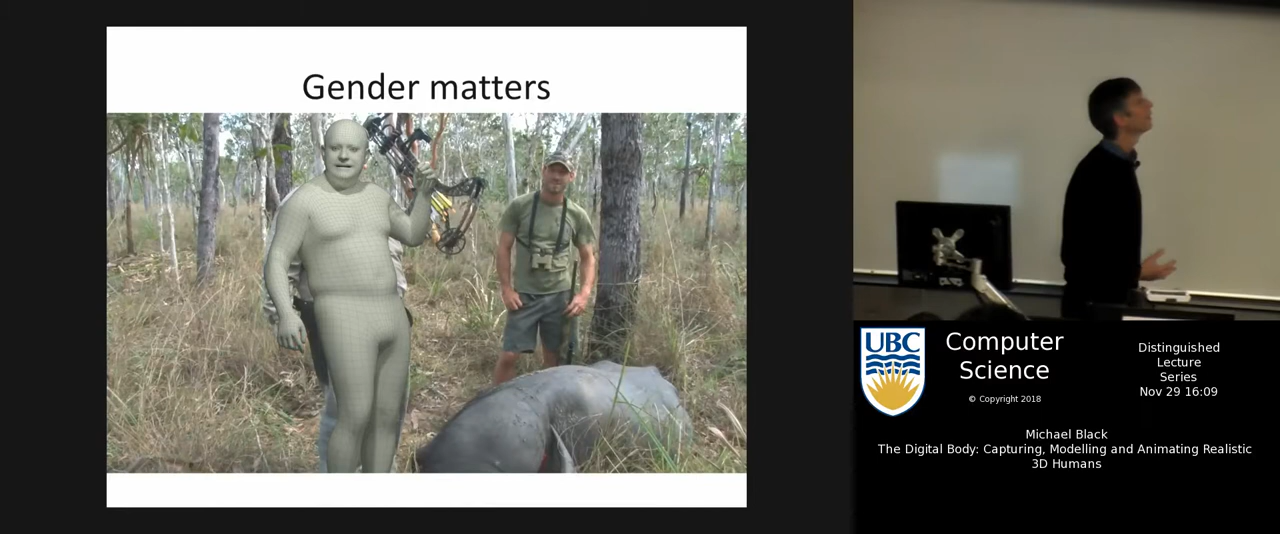 Gender matters
UBC
Computer
Science
© Copyright 2018
Distinguished
Lecture
Series
Nov 29 16:09
Michael Black
The Digital Body: Capturing, Modelling and Animating Realistic
3D Humans